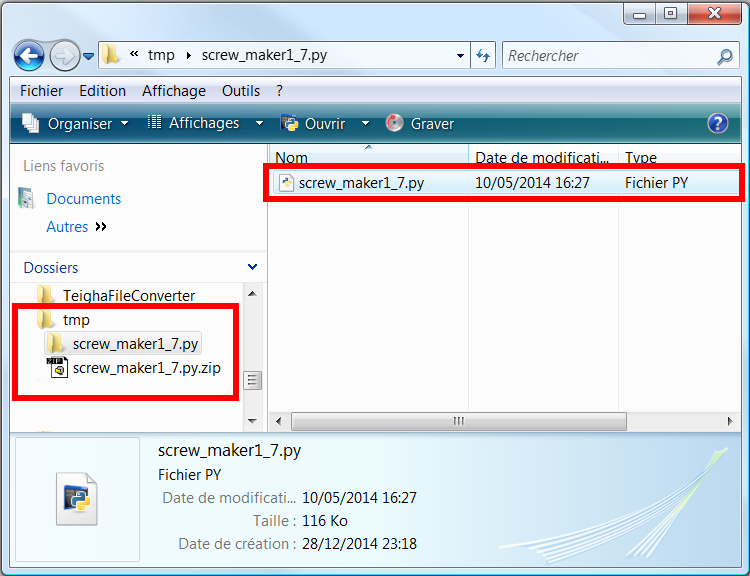 « tmp screw_maker1_7.py Rechercher
Fichier Edition Affichage Outils ?
Organiser Affichages Ouvrir Graver ?
Liens favoris
Documents
Autres »
Dossiers
TeighaFileConverter
tmp
screw_maker1_7.py
screw_maker1_7.py.zip
Nom Date de modificati... Type
screw_maker1_7.py 10/05/2014 16:27 Fichier PY
screw_maker1_7.py
Fichier PY
Date de modificati... 10/05/2014 16:27
Taille : 116 Ko
Date de création : 28/12/2014 23:18